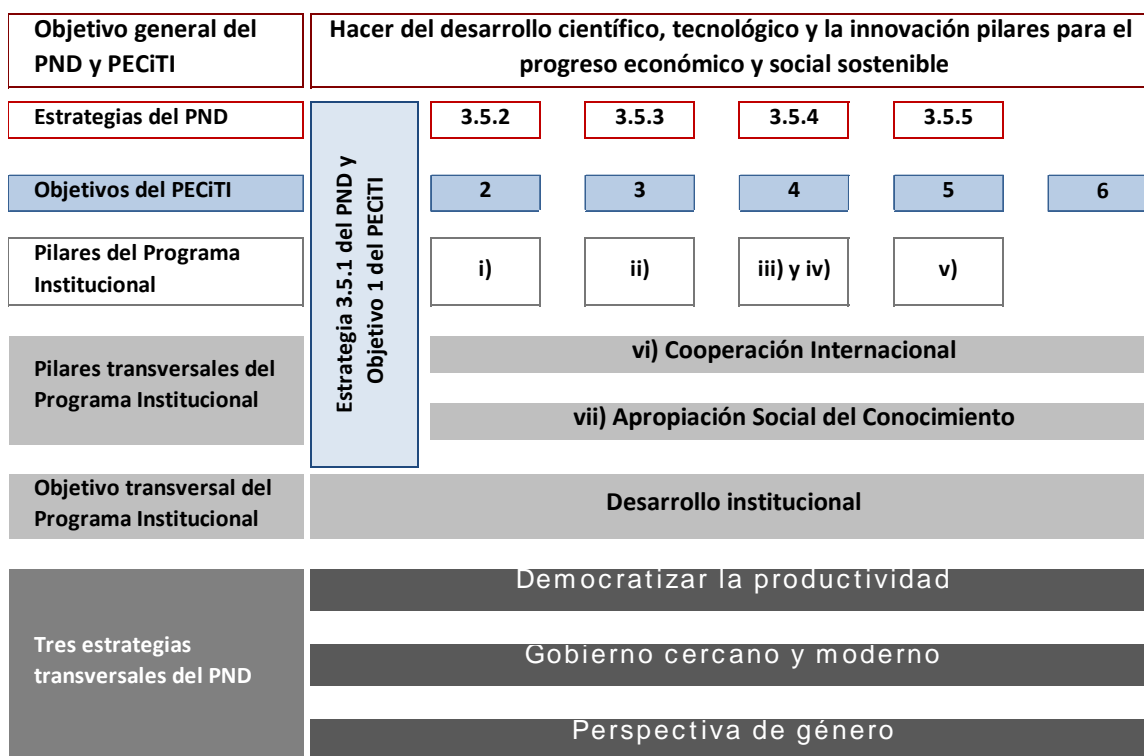 Objetivo general del
PND y PECiTI
Hacer del desarrollo científico, tecnológico y la innovación pilares para el
progreso económico y social sostenible
Estrategias del PND
3.5.2
3.5.3
3.5.4
3.5.5
Estrategia 3.5.1 del PND y
Objetivo 1 del PECiTI
Objetivos del PECiTI
2
3
4
5
6
Pilares del Programa
Institucional
i)
ii)
iii) y iv)
v)
Pilares transversales del
Programa Institucional
vi) Cooperación Internacional
vii) Apropiación Social del Conocimiento
Objetivo transversal del
Programa Institucional
Desarrollo institucional
Tres estrategias
transversales del PND
Democratizar la productividad
Gobierno cercano y moderno
Perspectiva de género